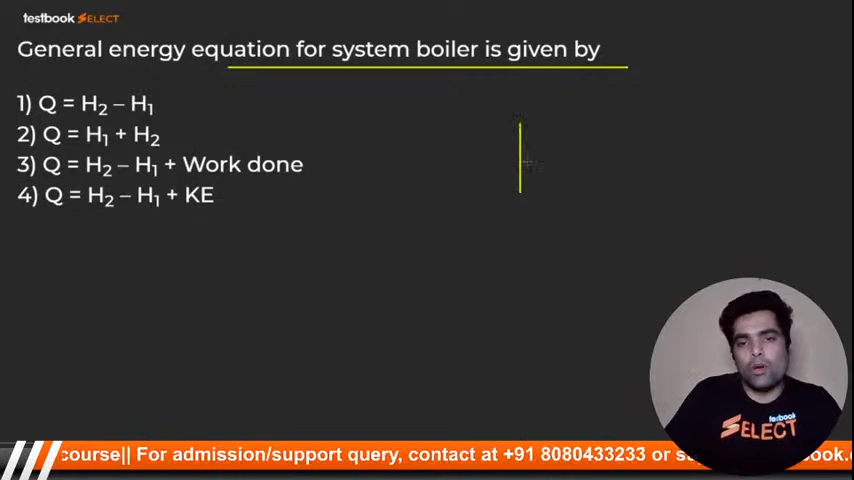 testbook SELECT
General energy equation for system boiler is given by
1) Q = H₂ – H₁
2) Q = H₁ + H₂
3) Q = H₂ – H₁ + Work done
4) Q = H₂ – H₁ + KE
testbook
SELECT
course|| For admission/support query, contact at +91 8080433233 or